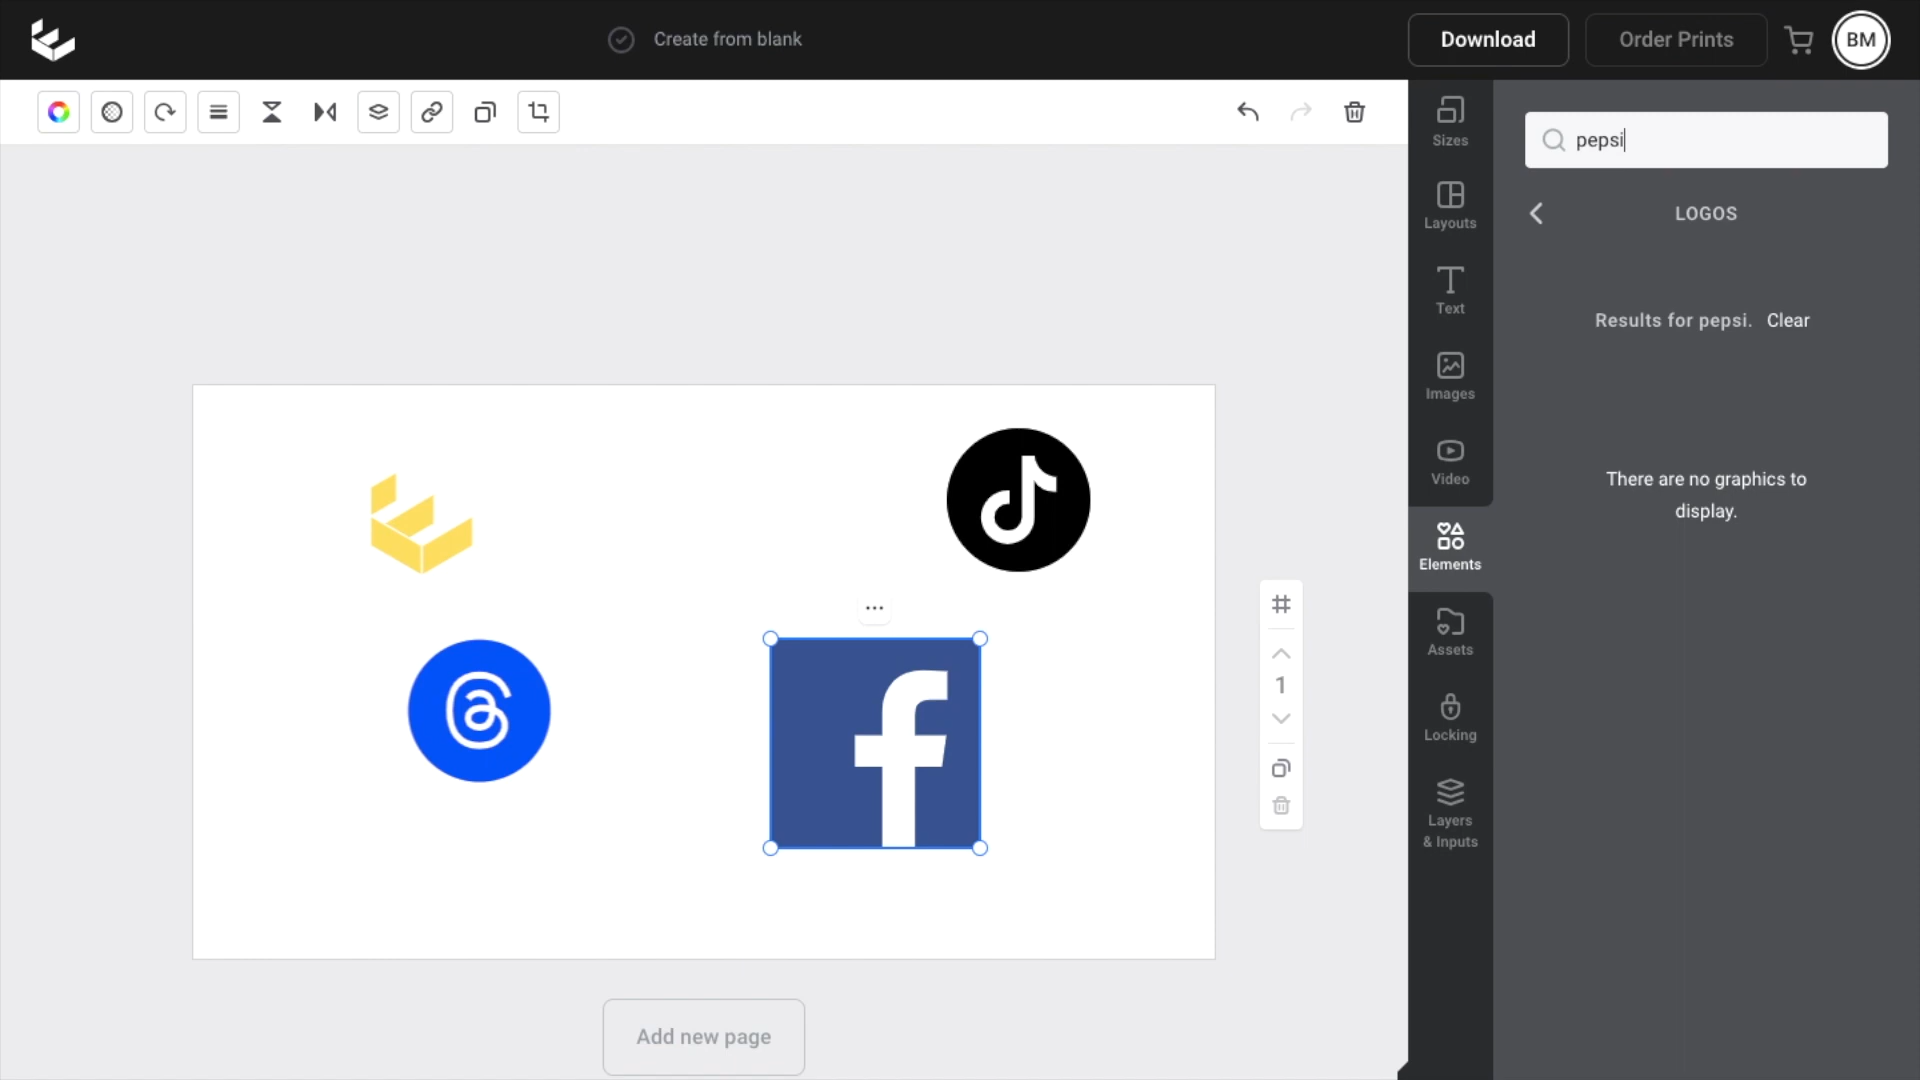 Create from blank
Download
Order Prints
BM
Sizes
Layouts
Text
Images
Video
Elements
Assets
Locking
Layers
& Inputs
pepsi
LOGOS
Results for pepsi. Clear
There are no graphics to
display.
1
Add new page